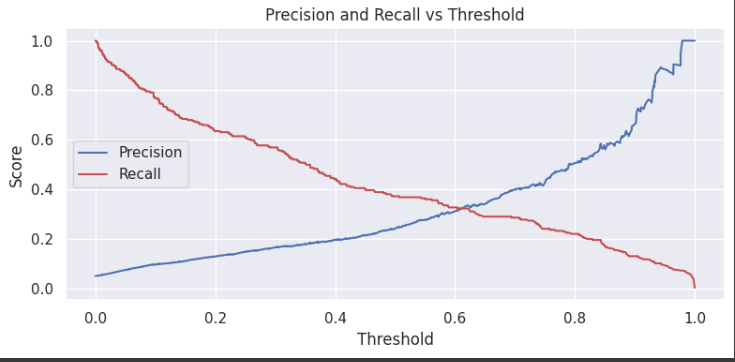 Precision and Recall vs Threshold
1.0
0.8
0.6
0.4
0.2
0.0
Score
Precision
Recall
0.0 0.2 0.4 0.6 0.8 1.0
Threshold